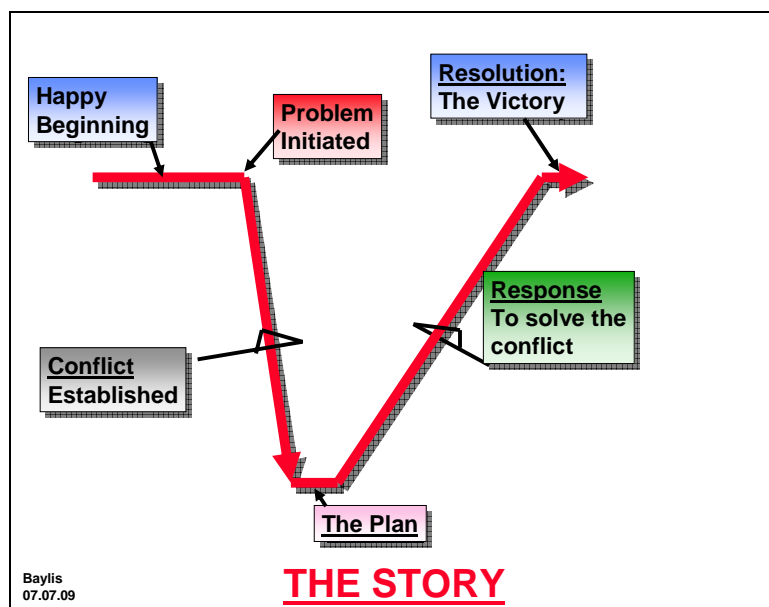 Happy
Beginning
Problem
Initiated
Resolution:
The Victory
Conflict
Established
Response
To solve the
conflict
The Plan
Baylis
07.07.09
THE STORY